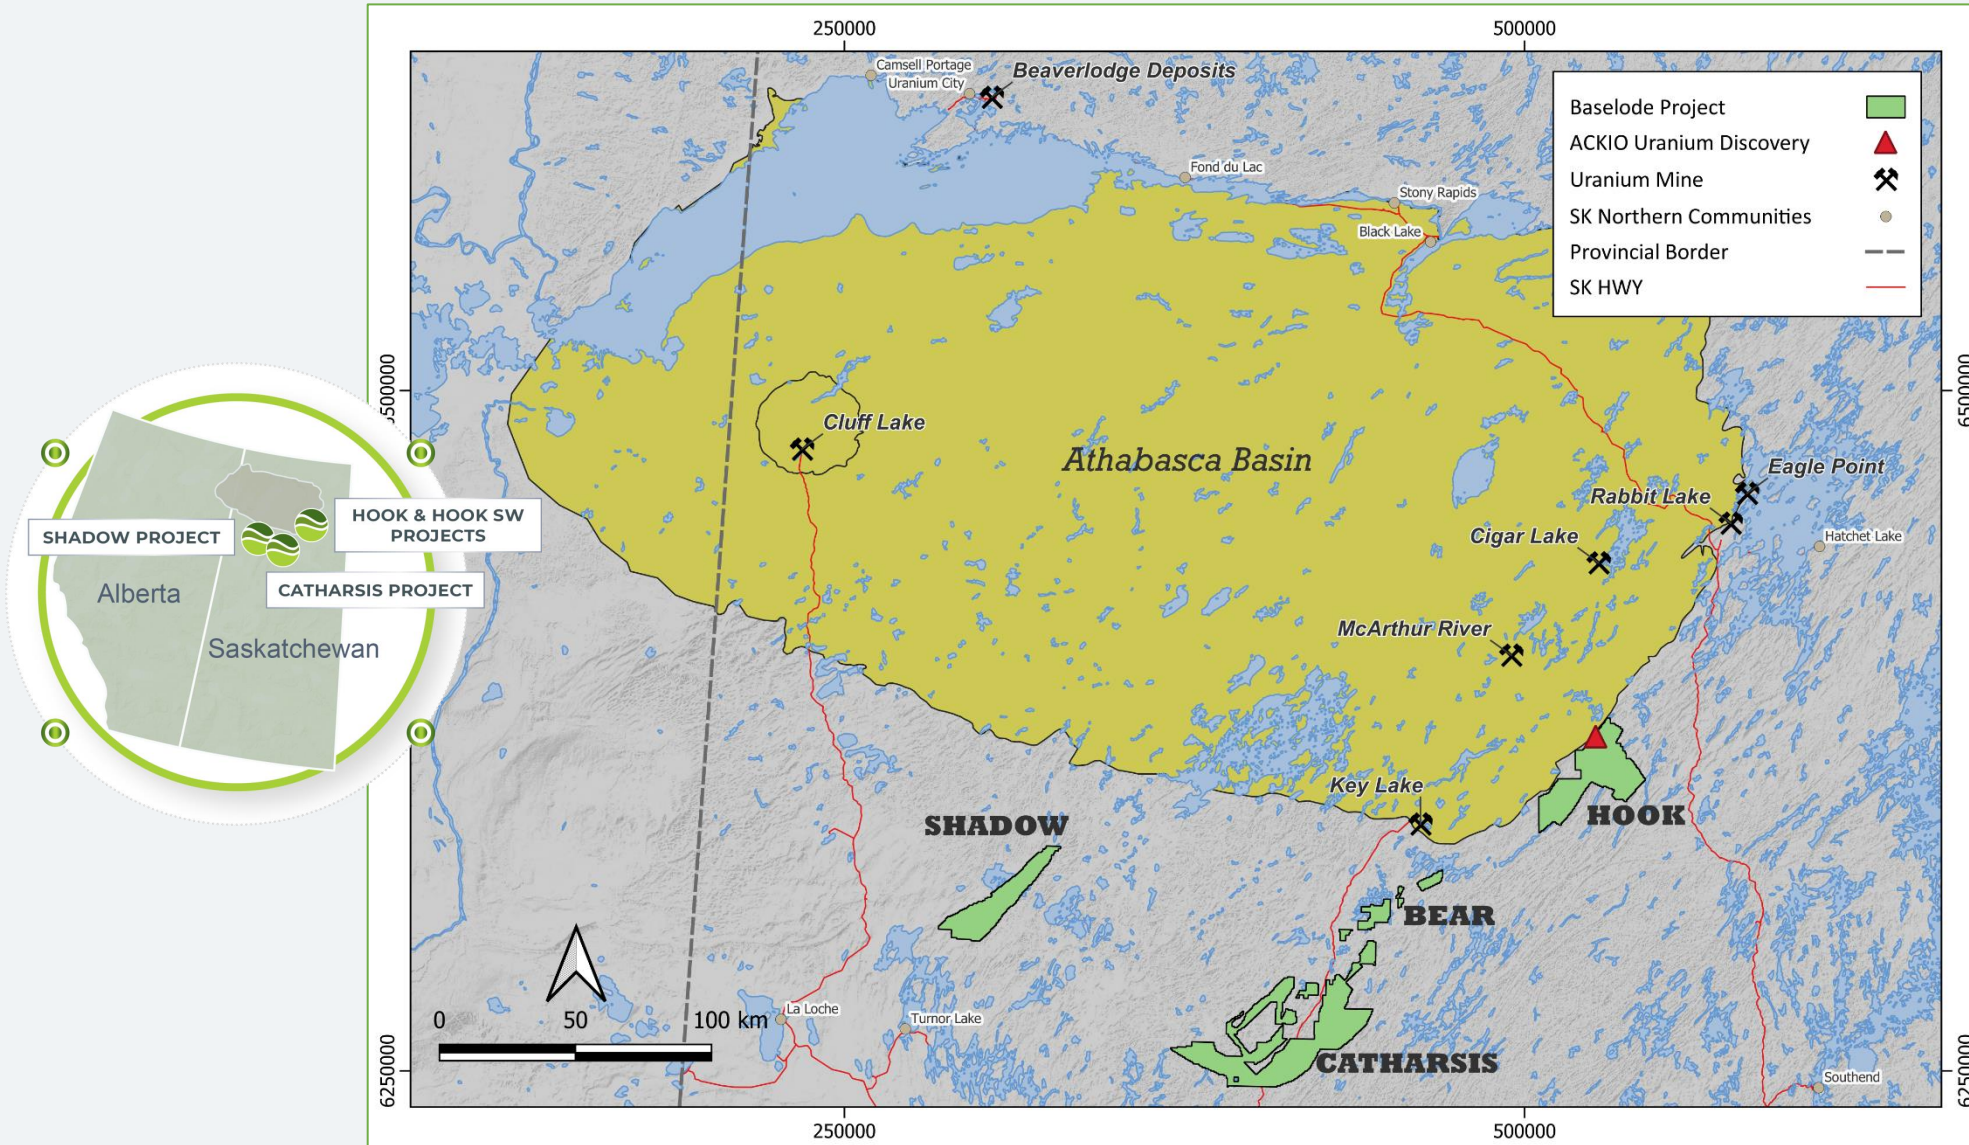 250000
500000
Camsell Portage
Uranium City
Beaverlodge Deposits
Fond du Lac
Stony Rapids
Black Lake
Baselode Project
ACKIO Uranium Discovery
Uranium Mine
SK Northern Communities
Provincial Border
SK HWY
6500000
Cluff Lake
Athabasca Basin
Eagle Point
Rabbit Lake
Cigar Lake
Hatchet Lake
McArthur River
Key Lake
HOOK
SHADOW
BEAR
CATHARSIS
La Loche
Turnor Lake
Southend
0 50 100 km
6250000
6250000
250000
500000
SHADOW PROJECT
HOOK & HOOK SW
PROJECTS
CATHARSIS PROJECT
Alberta
Saskatchewan